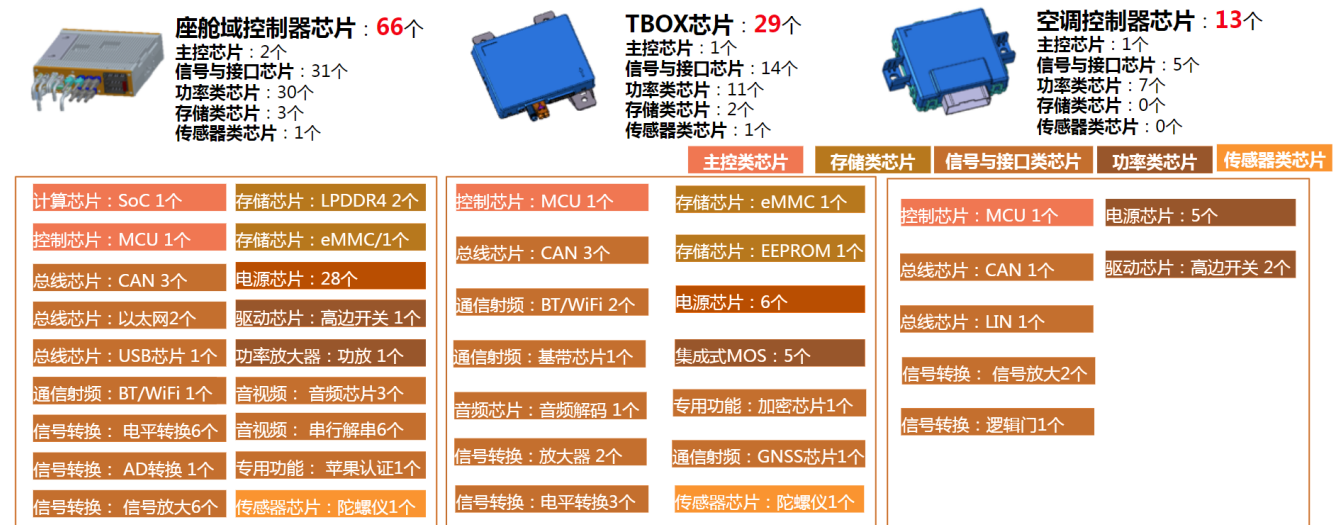 座舱域控制器芯片：66个
主控芯片：2个
信号与接口芯片：31个
功率类芯片：30个
存储类芯片：3个
传感器类芯片：1个
TBOX芯片：29个
主控芯片：1个
信号与接口芯片：14个
功率类芯片：11个
存储类芯片：2个
传感器类芯片：1个
空调控制器芯片：13个
主控芯片：1个
信号与接口芯片：5个
功率类芯片：7个
存储类芯片：0个
传感器类芯片：0个
主控类芯片
存储类芯片
信号与接口类芯片
功率类芯片
传感器类芯片
计算芯片：SoC 1个
控制芯片：MCU 1个
总线芯片：CAN 3个
总线芯片：以太网2个
总线芯片：USB芯片 1个
通信射频：BT/WiFi 1个
信号转换： 电平转换6个
信号转换： AD转换 1个
信号转换： 信号放大6个
存储芯片：LPDDR4 2个
存储芯片：eMMC/1个
电源芯片：28个
驱动芯片：高边开关 1个
功率放大器：功放 1个
音视频： 音频芯片3个
音视频： 串行解串6个
专用功能： 苹果认证1个
传感器芯片：陀螺仪1个
控制芯片：MCU 1个
总线芯片：CAN 3个
通信射频：BT/WiFi 2个
通信射频：基带芯片1个
音频芯片：音频解码 1个
信号转换：放大器 2个
信号转换：电平转换3个
存储芯片：eMMC 1个
存储芯片：EEPROM 1个
电源芯片：6个
集成式MOS：5个
专用功能：加密芯片1个
通信射频：GNSS芯片1个
传感器芯片：陀螺仪1个
控制芯片：MCU 1个
总线芯片：CAN 1个
总线芯片：LIN 1个
信号转换： 信号放大2个
信号转换：逻辑门1个
电源芯片：5个
驱动芯片：高边开关 2个